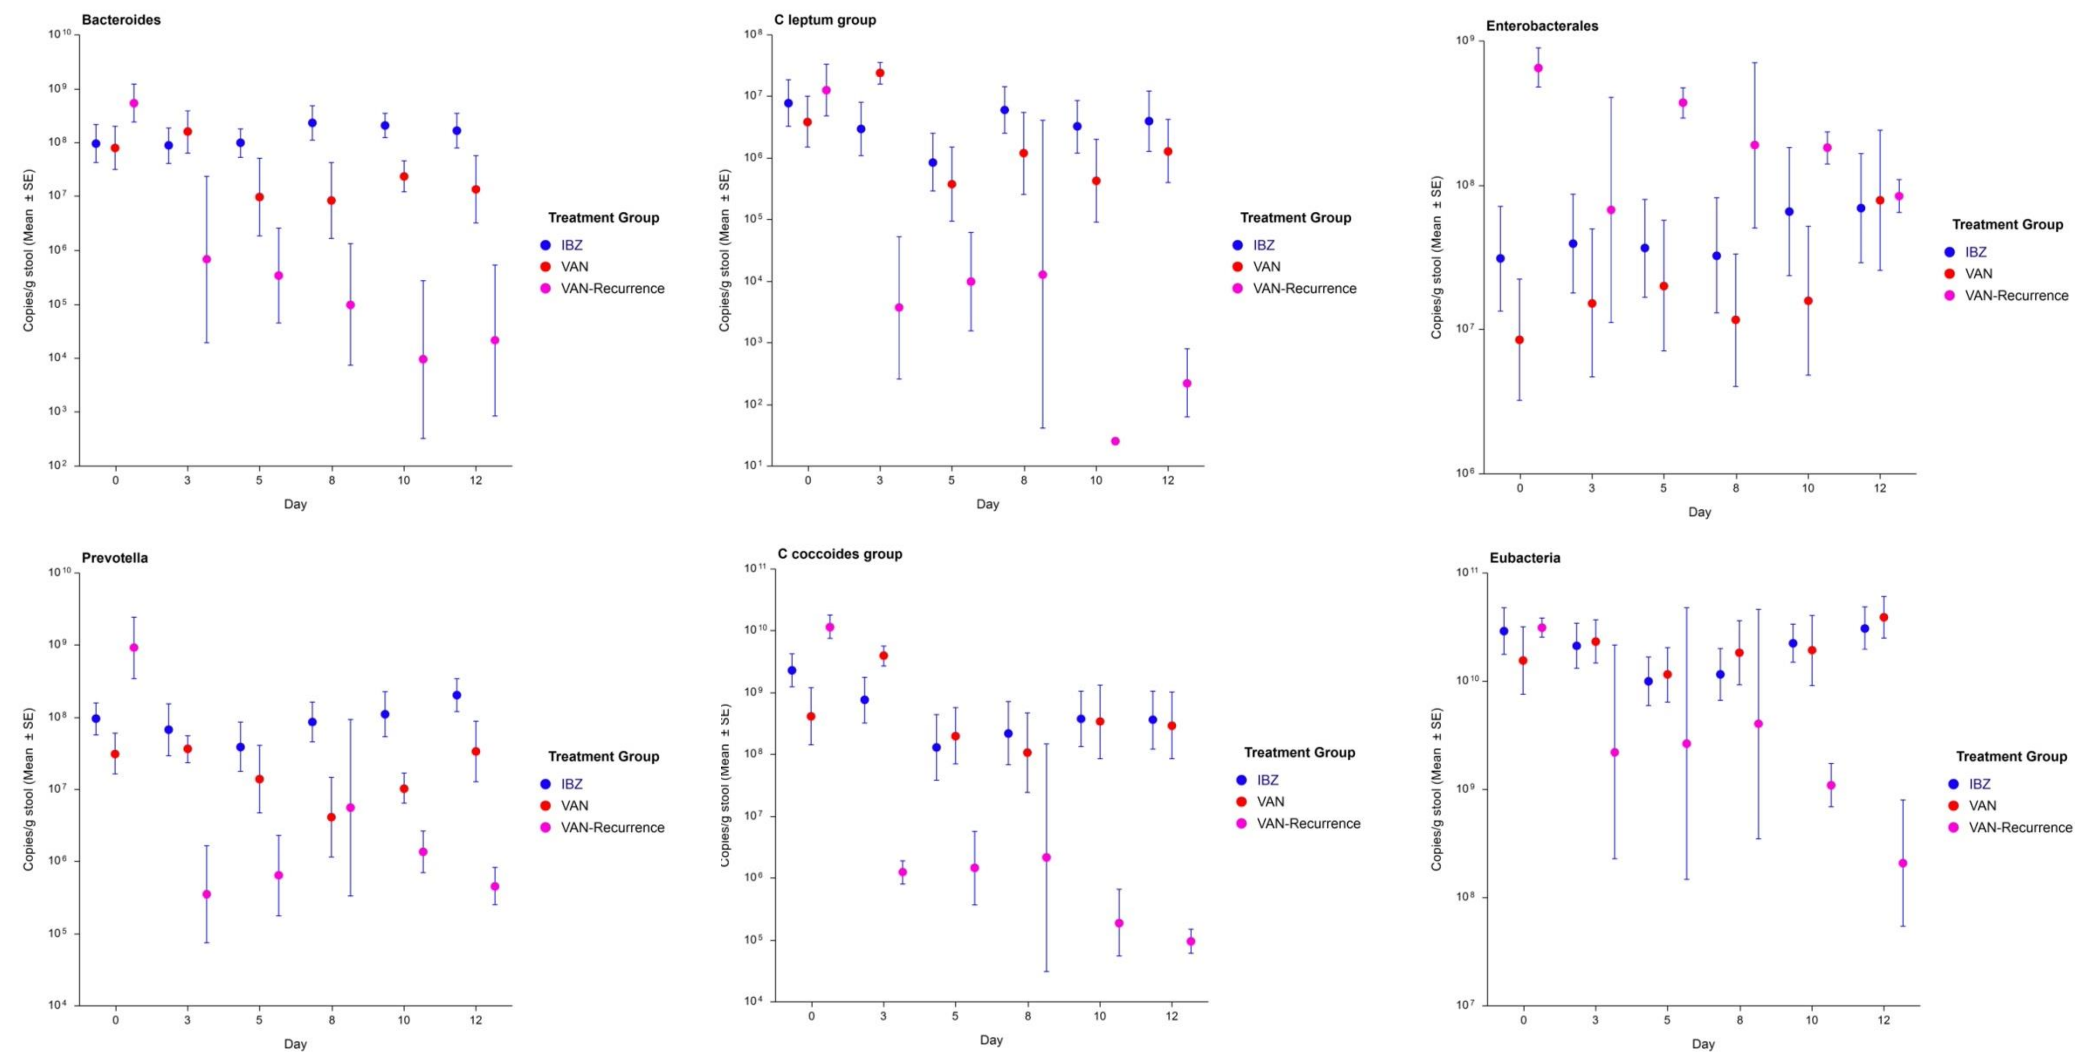 Bacteroides
10^10
10^9
10^8
10^7
10^6
10^5
10^4
10^3
10^2
Copies/g stool (Mean ± SE)
0 3 5 8 10 12
Day
Treatment Group
IBZ
VAN
VAN-Recurrence
C leptum group
10^8
10^7
10^6
10^5
10^4
10^3
10^2
10^1
Copies/g stool (Mean ± SE)
0 3 5 8 10 12
Day
Treatment Group
IBZ
VAN
VAN-Recurrence
Enterobacterales
10^9
10^8
10^7
10^6
Copies/g stool (Mean ± SE)
0 3 5 8 10 12
Day
Treatment Group
IBZ
VAN
VAN-Recurrence
Prevotella
10^10
10^9
10^8
10^7
10^6
10^5
10^4
Copies/g stool (Mean ± SE)
0 3 5 8 10 12
Day
Treatment Group
IBZ
VAN
VAN-Recurrence
C coccoides group
10^11
10^10
10^9
10^8
10^7
10^6
10^5
10^4
Copies/g stool (Mean ± SE)
0 3 5 8 10 12
Day
Treatment Group
IBZ
VAN
VAN-Recurrence
Eubacteria
10^11
10^10
10^9
10^8
10^7
Copies/g stool (Mean ± SE)
0 3 5 8 10 12
Day
Treatment Group
IBZ
VAN
VAN-Recurrence